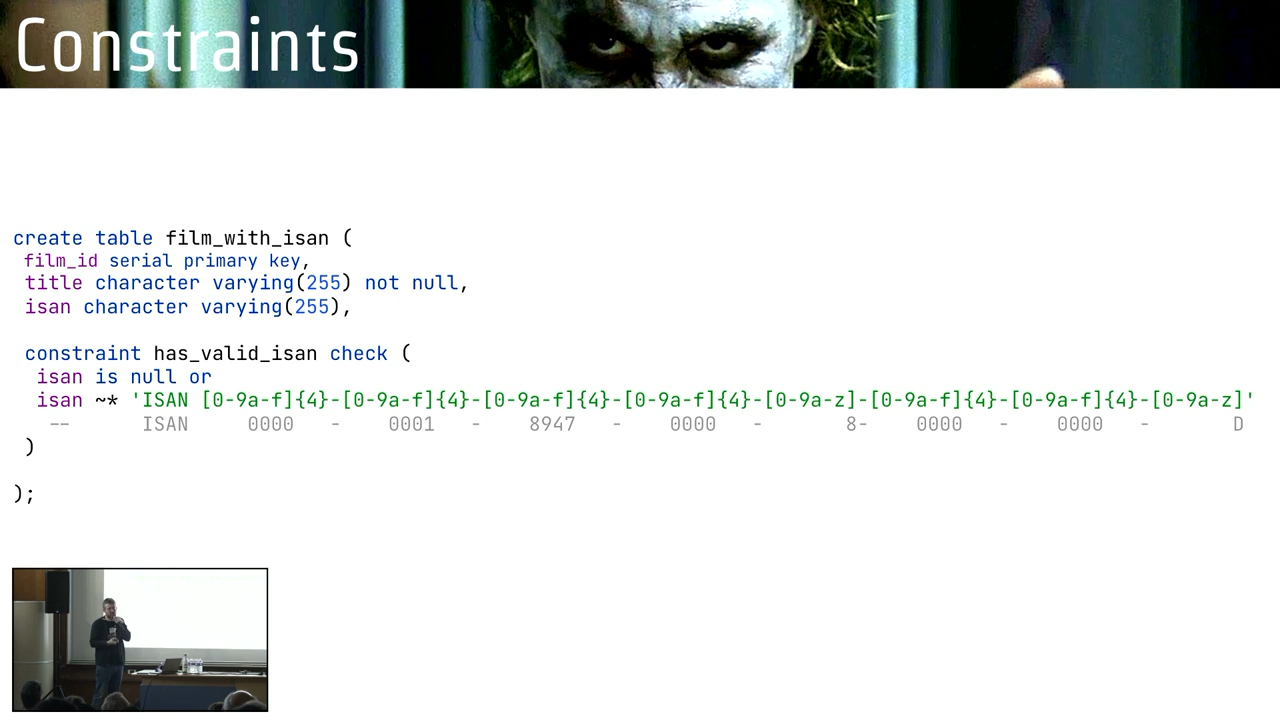 Constraints
create table film_with_isan (
film_id serial primary key,
title character varying(255) not null,
isan character varying(255),
constraint has_valid_isan check (
isan is null or
isan ~* 'ISAN [0-9a-f]{4}-[0-9a-f]{4}-[0-9a-f]{4}-[0-9a-f]{4}-[0-9a-z]-[0-9a-f]{4}-[0-9a-f]{4}-[0-9a-z]'
-- ISAN 0000 - 0001 - 8947 - 0000 - 8- 0000 - 0000 - D
)
);